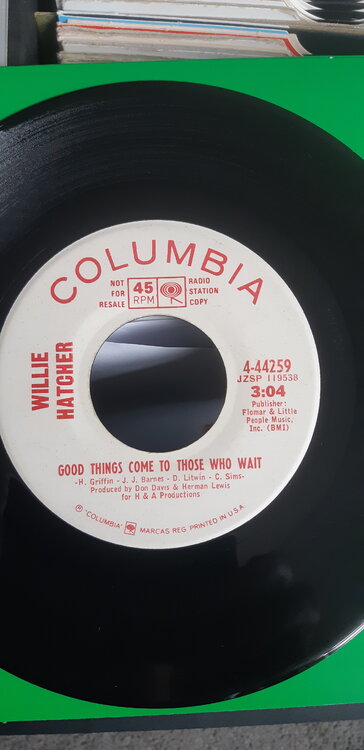 COLUMBIA
NOT
FOR
RESALE
45
RPM
RADIO
STATION
COPY
WILLIE
HATCHER
4-44259
JZSP 119538
3:04
Publisher:
Flomar & Little
People Music,
Inc. (BMI)
GOOD THINGS COME TO THOSE WHO WAIT
-H. Griffin - J. J. Barnes - D. Litwin - C. Sims-
Produced by Don Davis & Herman Lewis
for H & A Productions
℗ "COLUMBIA" MARCAS REG. PRINTED IN U.S.A.